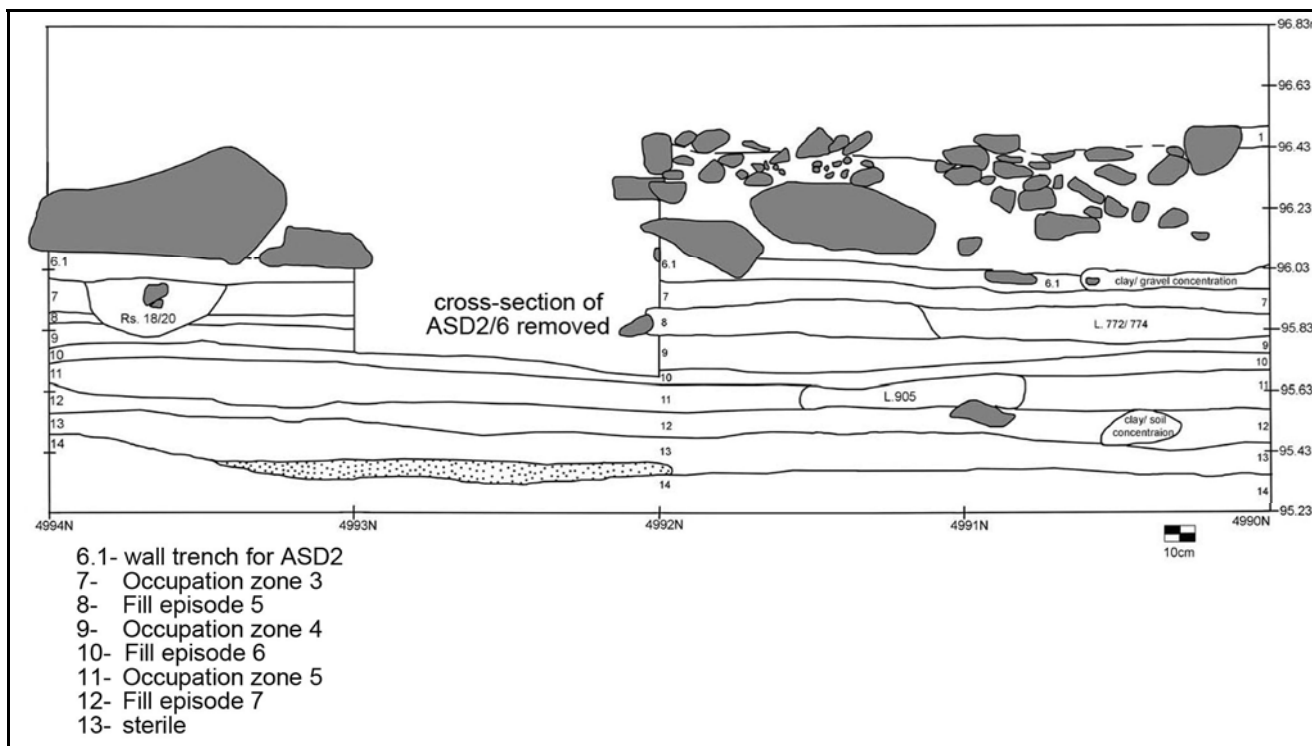 96.83m
96.63
1
96.43
96.23
6.1
6.1
96.03
6.1
clay/ gravel concentration
7
7
7
Rs. 18/20
cross-section of
ASD2/6 removed
8
8
L. 772/ 774
95.83
9
9
9
10
10
10
11
11
11
L.905
95.63
12
12
12
clay/ soil
concentraion
13
13
13
95.43
14
14
14
95.23
4994N
4993N
4992N
4991N
4990N
10cm
6.1- wall trench for ASD2
7- Occupation zone 3
8- Fill episode 5
9- Occupation zone 4
10- Fill episode 6
11- Occupation zone 5
12- Fill episode 7
13- sterile